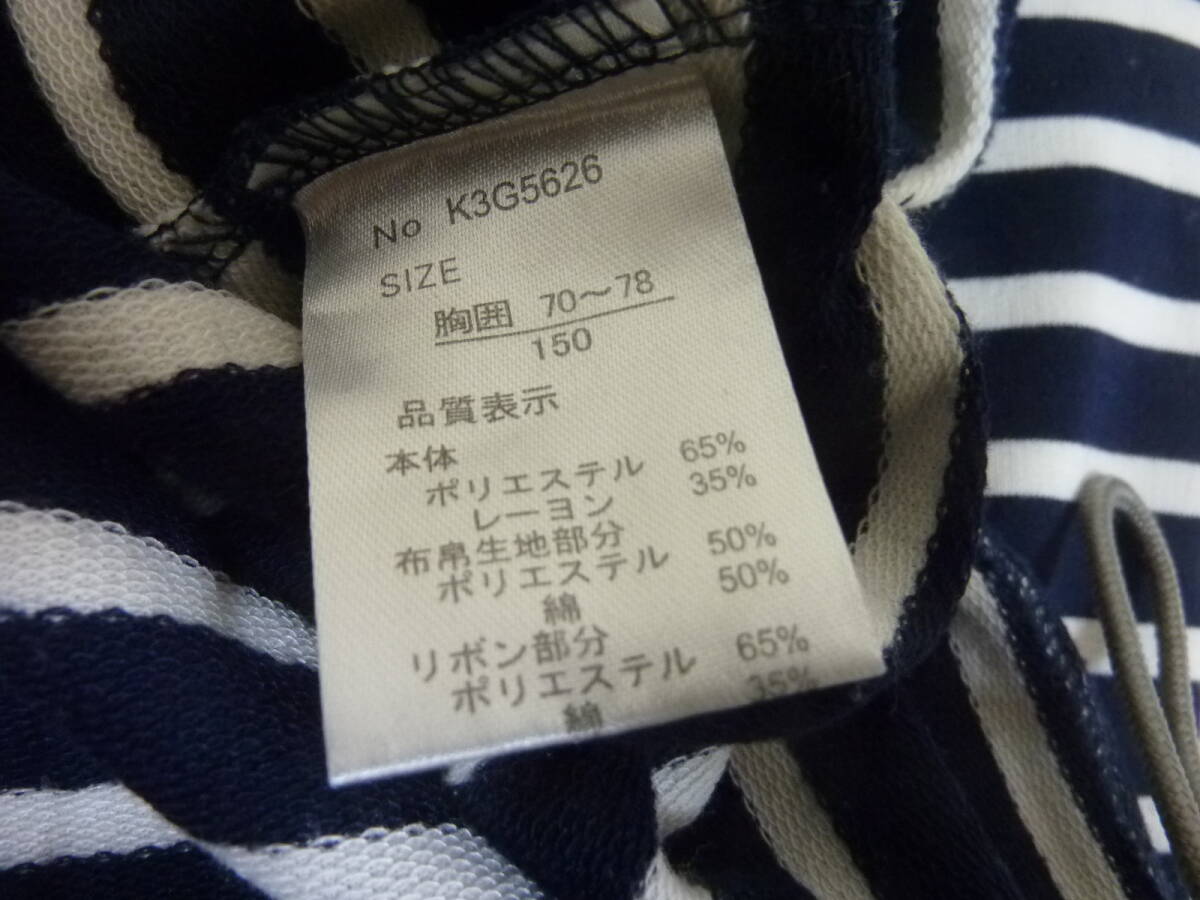 No K3G5626
SIZE
胸囲 70～78
150
品質表示
本体
ポリエステル 65%
レーヨン 35%
布帛生地部分
ポリエステル 50%
綿 50%
リボン部分
ポリエステル 65%
綿 35%